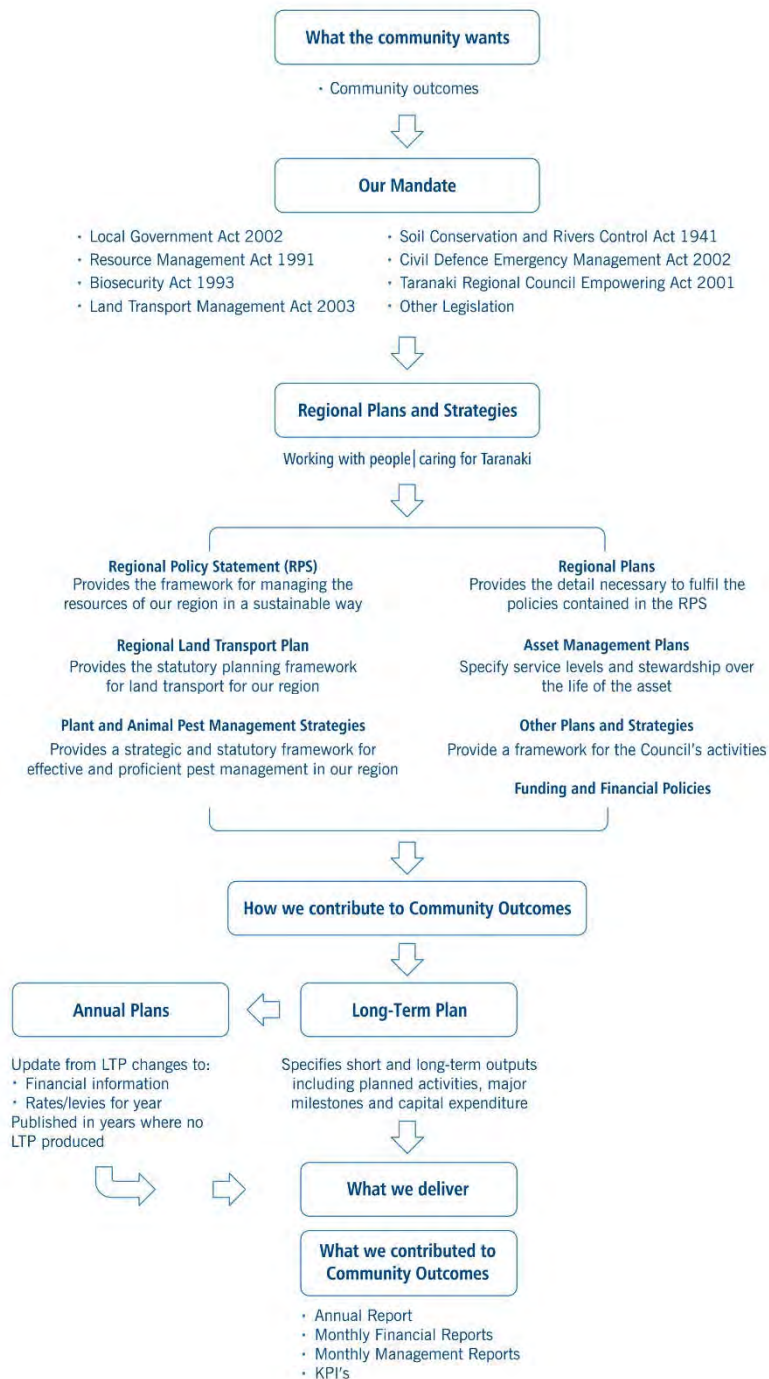 What the community wants
• Community outcomes
Our Mandate
• Local Government Act 2002
• Resource Management Act 1991
• Biosecurity Act 1993
• Land Transport Management Act 2003
• Soil Conservation and Rivers Control Act 1941
• Civil Defence Emergency Management Act 2002
• Taranaki Regional Council Empowering Act 2001
• Other Legislation
Regional Plans and Strategies
Working with people | caring for Taranaki
Regional Policy Statement (RPS)
Provides the framework for managing the
resources of our region in a sustainable way
Regional Land Transport Plan
Provides the statutory planning framework
for land transport for our region
Plant and Animal Pest Management Strategies
Provides a strategic and statutory framework for
effective and proficient pest management in our region
Regional Plans
Provides the detail necessary to fulfil the
policies contained in the RPS
Asset Management Plans
Specify service levels and stewardship over
the life of the asset
Other Plans and Strategies
Provide a framework for the Council's activities
Funding and Financial Policies
How we contribute to Community Outcomes
Annual Plans
Update from LTP changes to:
• Financial information
• Rates/levies for year
Published in years where no
LTP produced
Long-Term Plan
Specifies short and long-term outputs
including planned activities, major
milestones and capital expenditure
What we deliver
What we contributed to
Community Outcomes
• Annual Report
• Monthly Financial Reports
• Monthly Management Reports
• KPI's